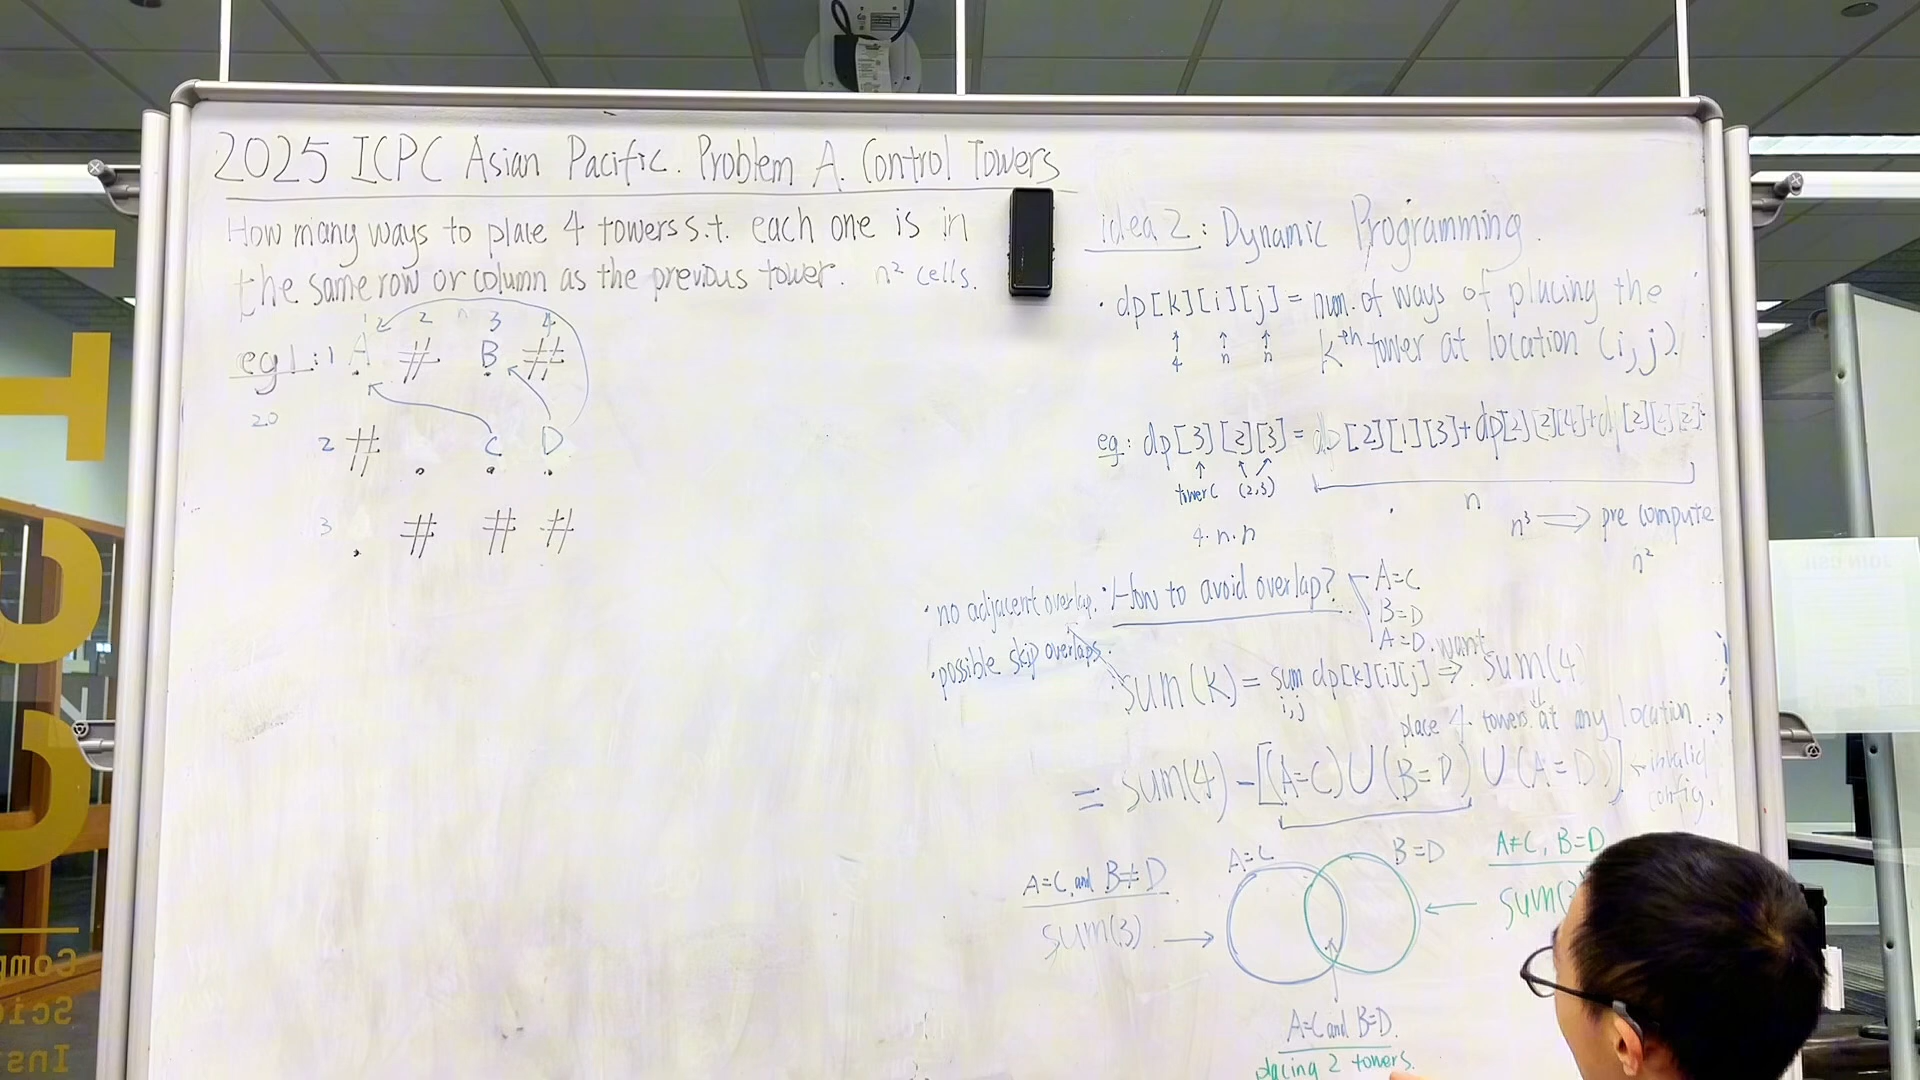 2025 ICPC Asian Pacific. Problem A. Control Towers
How many ways to place 4 towers s.t. each one is in
the same row or column as the previous tower. n² cells.
1 2 3 4
eg 1: 1 A # B #
20
2 # . C D
3 . # # #
idea 2: Dynamic Programming.
· dp[k][i][j] = num. of ways of placing the
kth tower at location (i,j).
4 n n
eg: dp[3][2][3] = dp[2][1][3] + dp[2][2][4] +
tower C (2,3)
n
4·n·n
n³ ⟹ pre compute
n²
· no adjacent overlap.
· possible skip overlaps.
· How to avoid overlap?
A=C
B=D
A=D
want
sum(k) = sum dp[k][i][j] ⇒ sum(4)
i,j
place 4 towers at any location.
= sum(4) - [(A=C) ∪ (B=D) ∪ (A=D)] ← invalid
config.
A=C and B≠D
sum(3) →
A=C
B=D
A≠C, B=D
A=C and B=D.
placing 2 towers.